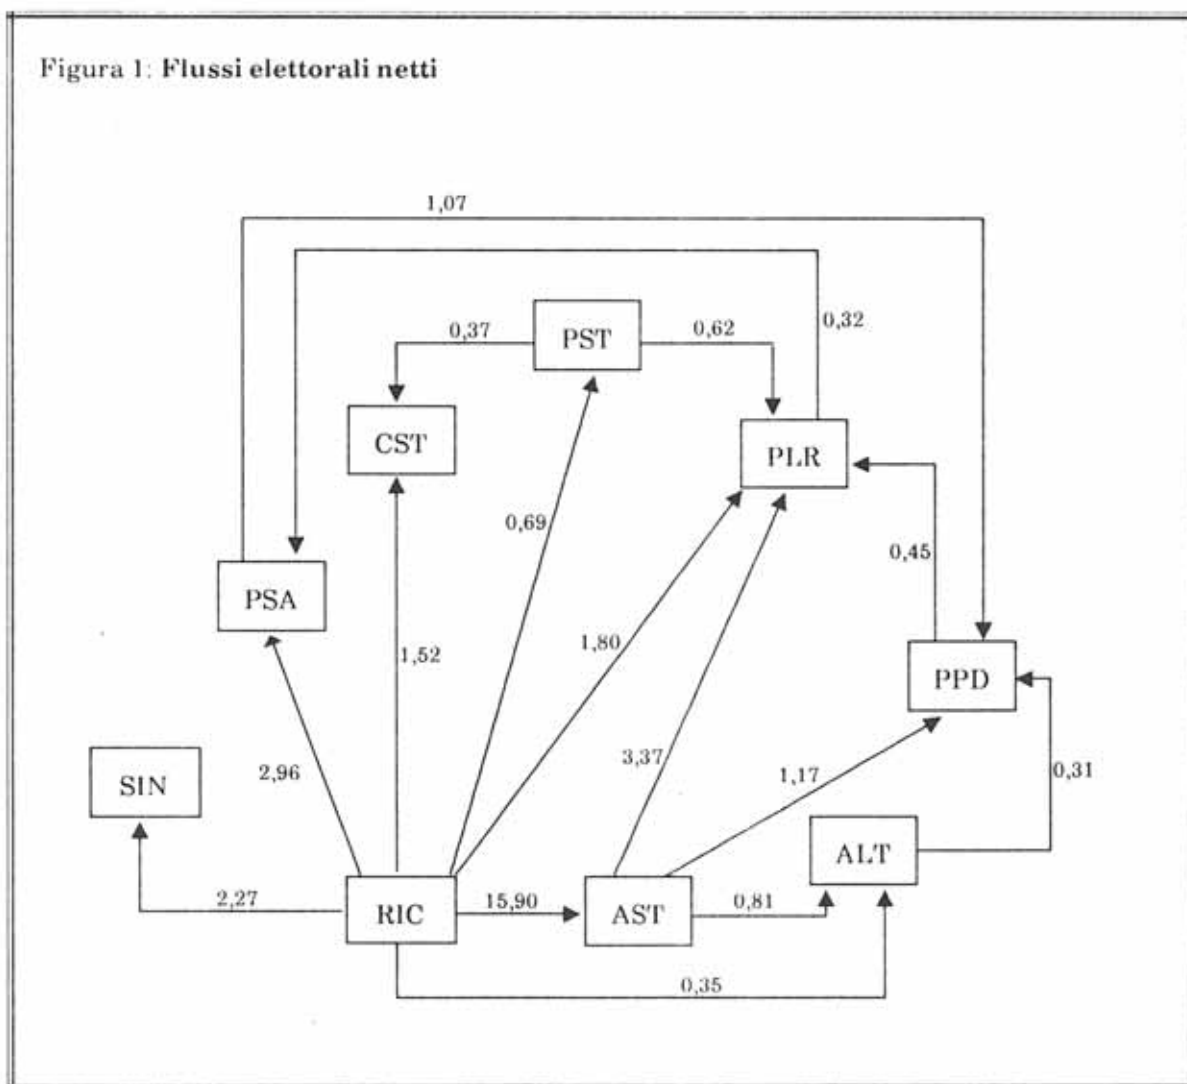 Figura 1: Flussi elettorali netti
1,07
0,32
0,37
PST
0,62
CST
PLR
0,69
0,45
PSA
1,80
1,52
PPD
3,37
SIN
2,96
1,17
0,31
ALT
2,27
RIC
15,90
AST
0,81
0,35